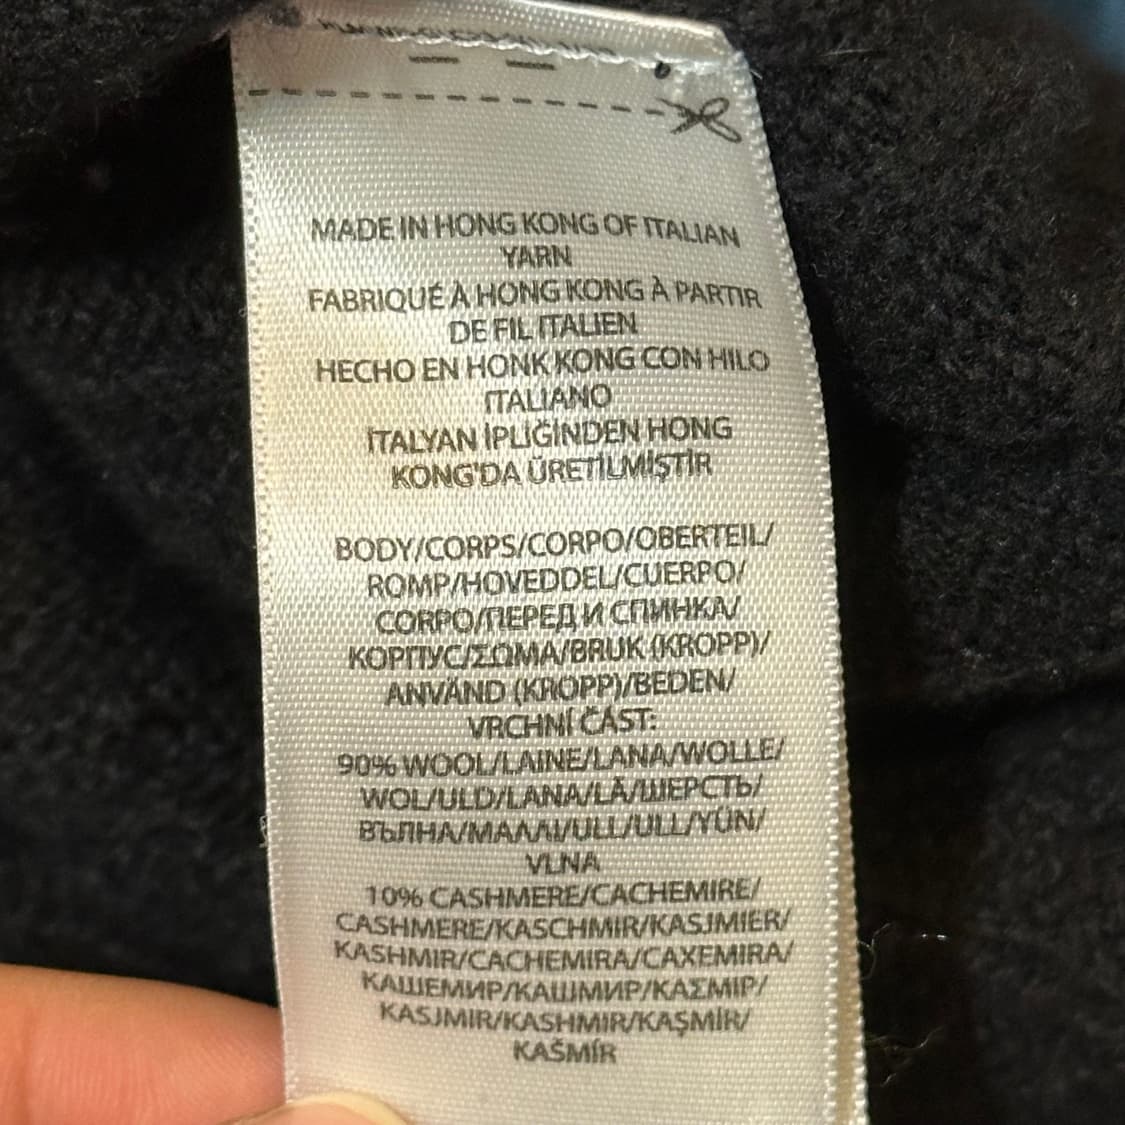 MADE IN HONG KONG OF ITALIAN
YARN
FABRIQUÉ À HONG KONG À PARTIR
DE FIL ITALIEN
HECHO EN HONK KONG CON HILO
ITALIANO
İTALYAN İPLİĞİNDEN HONG
KONG'DA ÜRETİLMİŞTİR
BODY/CORPS/CORPO/OBERTEIL/
ROMP/HOVEDDEL/CUERPO/
CORPO/ПЕРЕД И СПИНКА/
КОРПУС/ΣΩΜΑ/BRUK (KROPP)/
ANVÄND (KROPP)/BEDEN/
VRCHNÍ ČÁST:
90% WOOL/LAINE/LANA/WOLLE/
WOL/ULD/LANA/LÃ/ШЕРСТЬ/
ВЪЛНА/ΜΑΛΛΙ/ULL/ULL/YÜN/
VLNA
10% CASHMERE/CACHEMIRE/
CASHMERE/KASCHMIR/KASJMIER/
KASHMIR/CACHEMIRA/CAXEMIRA/
КАШЕМИР/КАШМИР/ΚΑΣΜΙΡ/
KASJMIR/KASHMIR/KAŞMİR/
KAŠMÍR